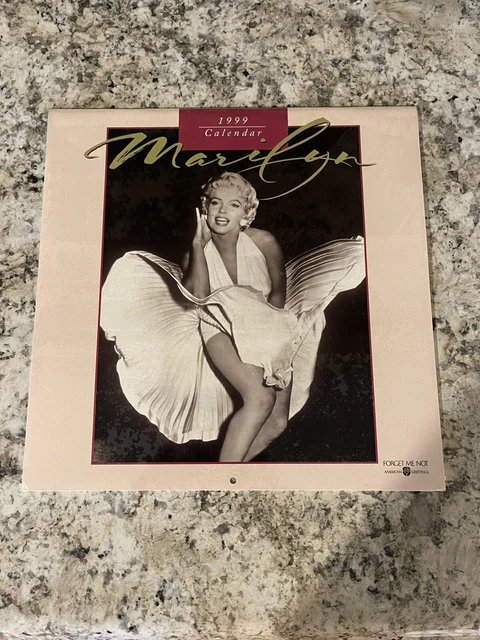 1999
Calendar
Marilyn
FORGET ME NOT
AMERICAN GREETINGS